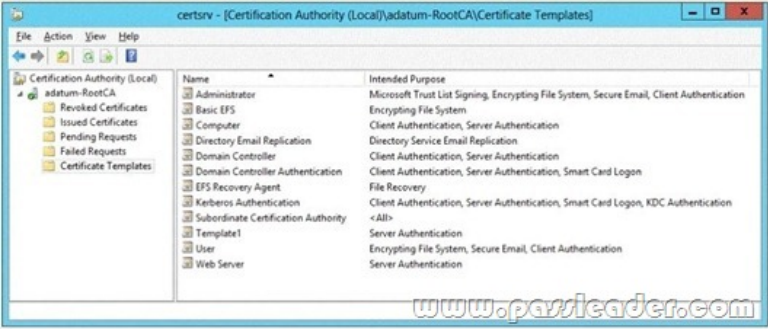 certsrv - [Certification Authority (Local)\adatum-RootCA\Certificate Templates]
File Action View Help
Certification Authority (Local)
adatum-RootCA
Revoked Certificates
Issued Certificates
Pending Requests
Failed Requests
Certificate Templates
Name Intended Purpose
Administrator Microsoft Trust List Signing, Encrypting File System, Secure Email, Client Authentication
Basic EFS Encrypting File System
Computer Client Authentication, Server Authentication
Directory Email Replication Directory Service Email Replication
Domain Controller Client Authentication, Server Authentication
Domain Controller Authentication Client Authentication, Server Authentication, Smart Card Logon
EFS Recovery Agent File Recovery
Kerberos Authentication Client Authentication, Server Authentication, Smart Card Logon, KDC Authentication
Subordinate Certification Authority <All>
Template1 Server Authentication
User Encrypting File System, Secure Email, Client Authentication
Web Server Server Authentication
www.passleader.com